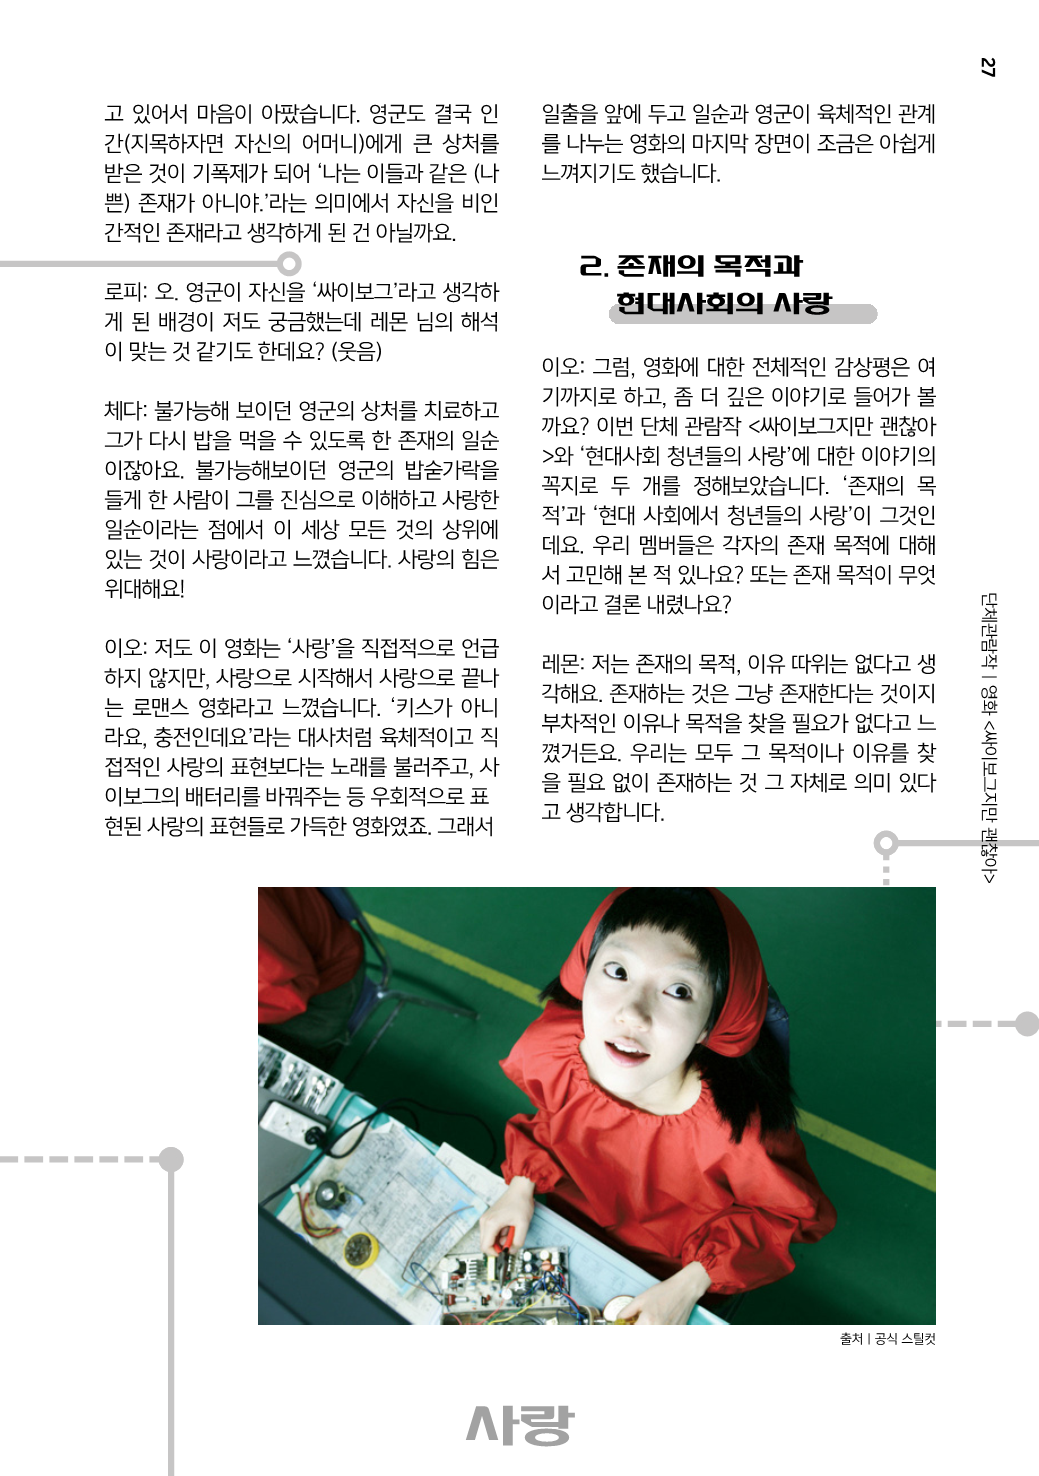 27
고 있어서 마음이 아팠습니다. 영군도 결국 인
간(지목하자면 자신의 어머니)에게 큰 상처를
받은 것이 기폭제가 되어 ‘나는 이들과 같은 (나
쁜) 존재가 아니야.’라는 의미에서 자신을 비인
간적인 존재라고 생각하게 된 건 아닐까요.
로피: 오. 영군이 자신을 ‘싸이보그’라고 생각하
게 된 배경이 저도 궁금했는데 레몬 님의 해석
이 맞는 것 같기도 한데요? (웃음)
체다: 불가능해 보이던 영군의 상처를 치료하고
그가 다시 밥을 먹을 수 있도록 한 존재의 일순
이잖아요. 불가능해보이던 영군의 밥숟가락을
들게 한 사람이 그를 진심으로 이해하고 사랑한
일순이라는 점에서 이 세상 모든 것의 상위에
있는 것이 사랑이라고 느꼈습니다. 사랑의 힘은
위대해요!
이오: 저도 이 영화는 ‘사랑’을 직접적으로 언급
하지 않지만, 사랑으로 시작해서 사랑으로 끝나
는 로맨스 영화라고 느꼈습니다. ‘키스가 아니
라요, 충전인데요’라는 대사처럼 육체적이고 직
접적인 사랑의 표현보다는 노래를 불러주고, 사
이보그의 배터리를 바꿔주는 등 우회적으로 표
현된 사랑의 표현들로 가득한 영화였죠. 그래서
일출을 앞에 두고 일순과 영군이 육체적인 관계
를 나누는 영화의 마지막 장면이 조금은 아쉽게
느껴지기도 했습니다.
2. 존재의 목적과
현대사회의 사랑
이오: 그럼, 영화에 대한 전체적인 감상평은 여
기까지로 하고, 좀 더 깊은 이야기로 들어가 볼
까요? 이번 단체 관람작 <싸이보그지만 괜찮아
>와 ‘현대사회 청년들의 사랑’에 대한 이야기의
꼭지로 두 개를 정해보았습니다. ‘존재의 목
적’과 ‘현대 사회에서 청년들의 사랑’이 그것인
데요. 우리 멤버들은 각자의 존재 목적에 대해
서 고민해 본 적 있나요? 또는 존재 목적이 무엇
이라고 결론 내렸나요?
레몬: 저는 존재의 목적, 이유 따위는 없다고 생
각해요. 존재하는 것은 그냥 존재한다는 것이지
부차적인 이유나 목적을 찾을 필요가 없다고 느
꼈거든요. 우리는 모두 그 목적이나 이유를 찾
을 필요 없이 존재하는 것 그 자체로 의미 있다
고 생각합니다.
단체관람작 | 영화 <싸이보그지만 괜찮아>
출처 | 공식 스틸컷
사랑